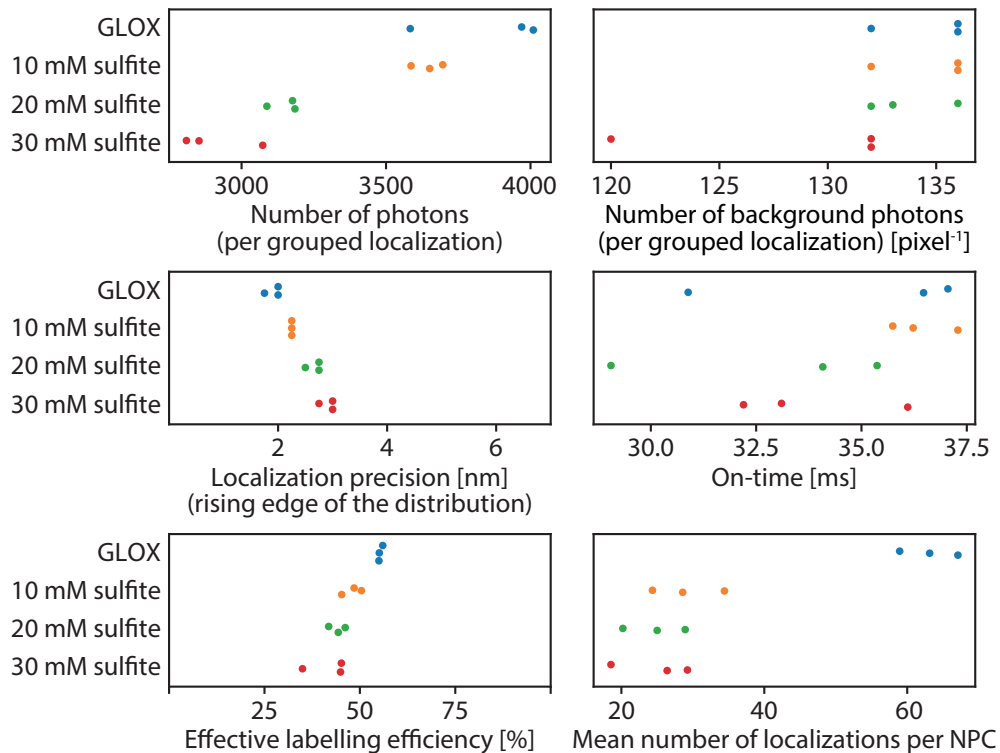 GLOX
10 mM sulfite
20 mM sulfite
30 mM sulfite
3000 3500 4000
Number of photons
(per grouped localization)
120 125 130 135
Number of background photons
(per grouped localization) [pixel⁻¹]
GLOX
10 mM sulfite
20 mM sulfite
30 mM sulfite
2 4 6
Localization precision [nm]
(rising edge of the distribution)
30.0 32.5 35.0 37.5
On-time [ms]
GLOX
10 mM sulfite
20 mM sulfite
30 mM sulfite
25 50 75
Effective labelling efficiency [%]
20 40 60
Mean number of localizations per NPC